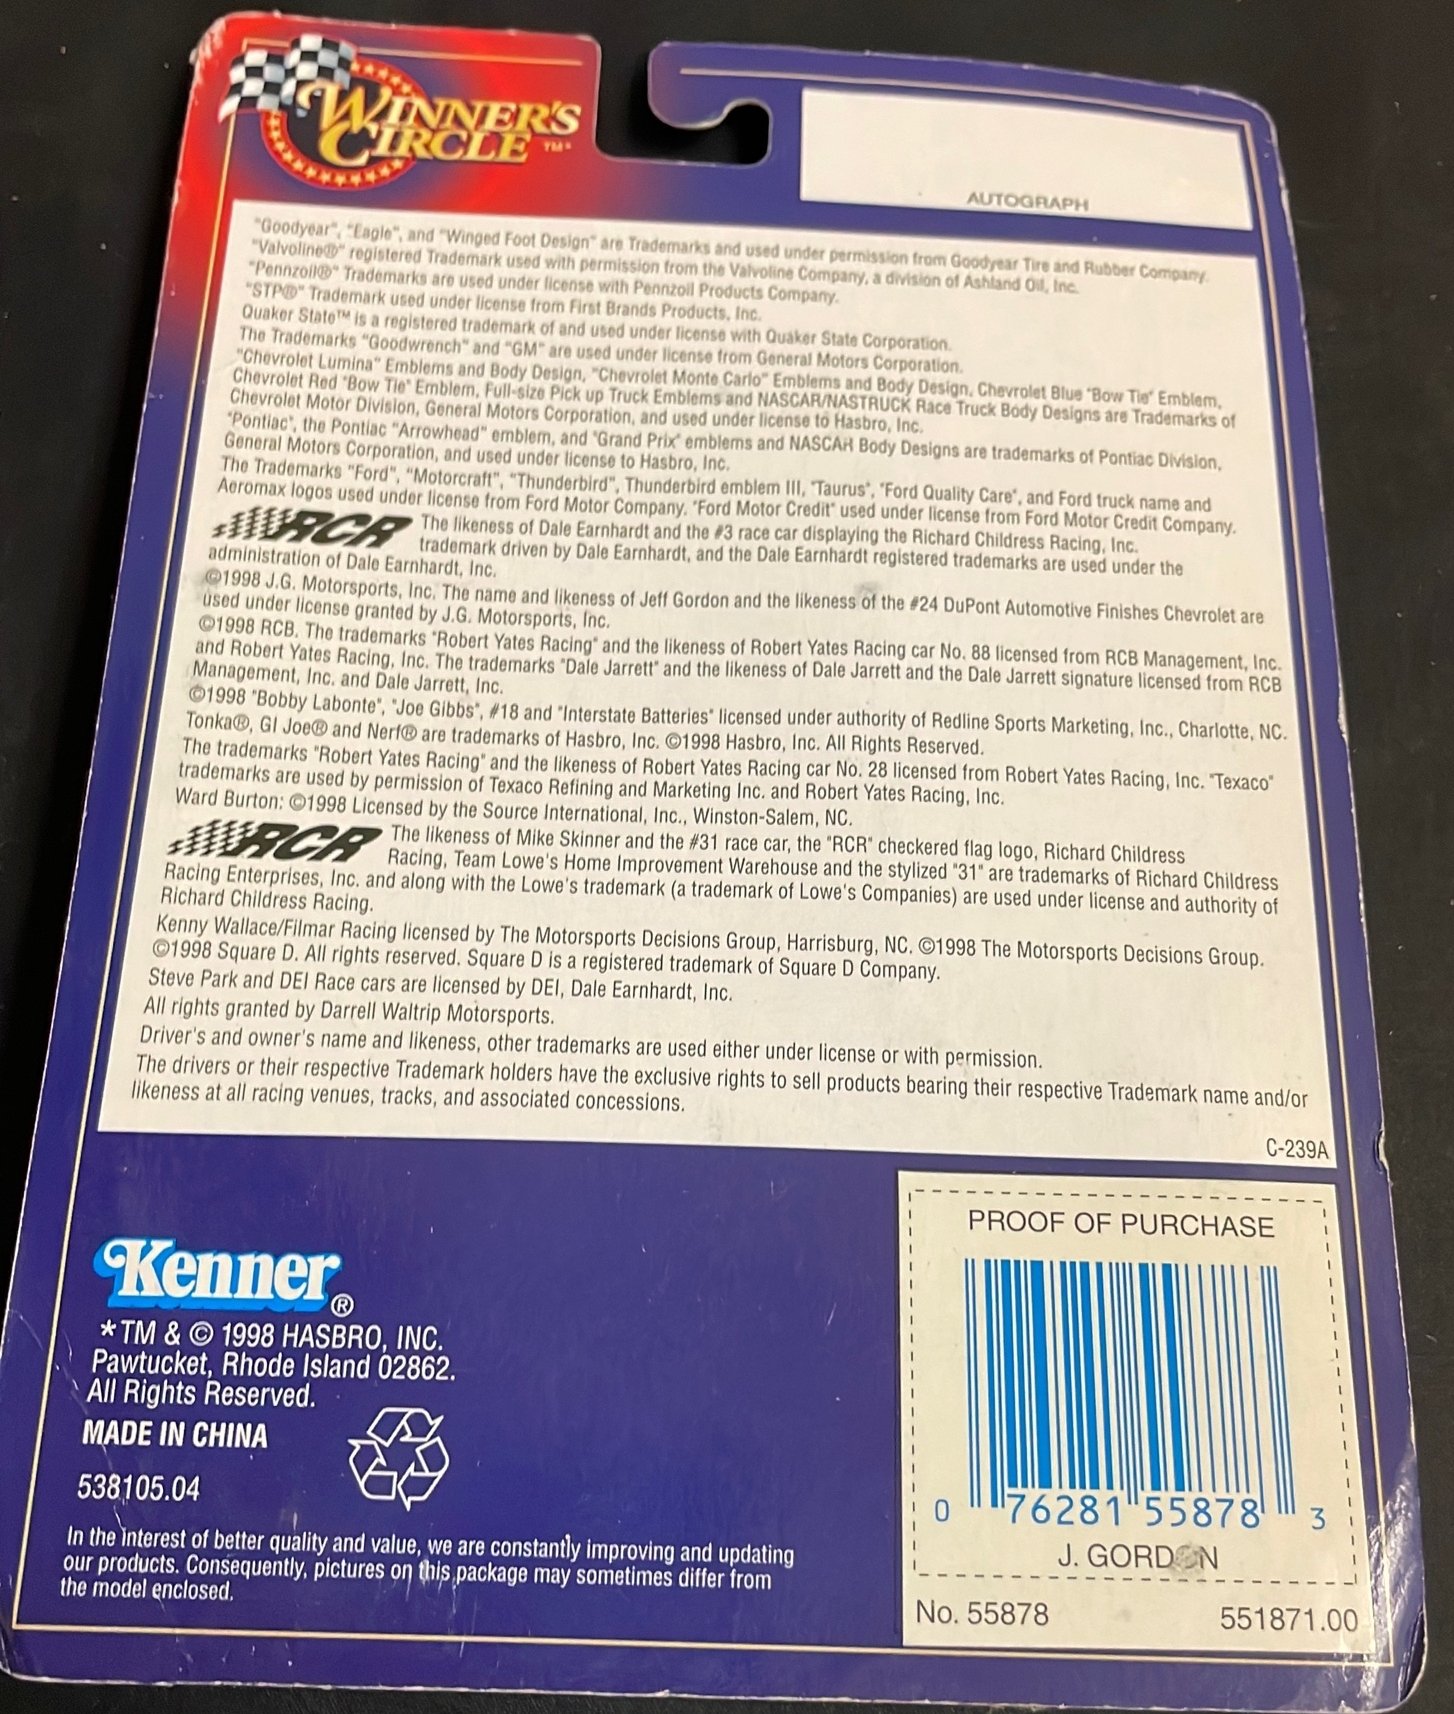 WINNER'S
CIRCLE™*
AUTOGRAPH
"Goodyear", "Eagle", and "Winged Foot Design" are Trademarks and used under permission from Goodyear Tire and Rubber Company.
"Valvoline®" registered Trademark used with permission from the Valvoline Company, a division of Ashland Oil, Inc.
"Pennzoil®" Trademarks are used under license with Pennzoil Products Company.
"STP®" Trademark used under license from First Brands Products, Inc.
Quaker State™ is a registered trademark of and used under license with Quaker State Corporation.
The Trademarks "Goodwrench" and "GM" are used under license from General Motors Corporation.
"Chevrolet Lumina" Emblems and Body Design, "Chevrolet Monte Carlo" Emblems and Body Design, Chevrolet Blue "Bow Tie" Emblem,
Chevrolet Red "Bow Tie" Emblem, Full-size Pick up Truck Emblems and NASCAR/NASTRUCK Race Truck Body Designs are Trademarks of
Chevrolet Motor Division, General Motors Corporation, and used under license to Hasbro, Inc.
"Pontiac", the Pontiac "Arrowhead" emblem, and "Grand Prix" emblems and NASCAR Body Designs are trademarks of Pontiac Division,
General Motors Corporation, and used under license to Hasbro, Inc.
The Trademarks "Ford", "Motorcraft", "Thunderbird", Thunderbird emblem III, "Taurus", "Ford Quality Care", and Ford truck name and
Aeromax logos used under license from Ford Motor Company. "Ford Motor Credit" used under license from Ford Motor Credit Company.
RCR The likeness of Dale Earnhardt and the #3 race car displaying the Richard Childress Racing, Inc.
trademark driven by Dale Earnhardt, and the Dale Earnhardt registered trademarks are used under the
administration of Dale Earnhardt, Inc.
©1998 J.G. Motorsports, Inc. The name and likeness of Jeff Gordon and the likeness of the #24 DuPont Automotive Finishes Chevrolet are
used under license granted by J.G. Motorsports, Inc.
©1998 RCB. The trademarks "Robert Yates Racing" and the likeness of Robert Yates Racing car No. 88 licensed from RCB Management, Inc.
and Robert Yates Racing, Inc. The trademarks "Dale Jarrett" and the likeness of Dale Jarrett and the Dale Jarrett signature licensed from RCB
Management, Inc. and Dale Jarrett, Inc.
©1998 "Bobby Labonte", "Joe Gibbs", #18 and "Interstate Batteries" licensed under authority of Redline Sports Marketing, Inc., Charlotte, NC.
Tonka®, GI Joe® and Nerf® are trademarks of Hasbro, Inc. ©1998 Hasbro, Inc. All Rights Reserved.
The trademarks "Robert Yates Racing" and the likeness of Robert Yates Racing car No. 28 licensed from Robert Yates Racing, Inc. "Texaco"
trademarks are used by permission of Texaco Refining and Marketing Inc. and Robert Yates Racing, Inc.
Ward Burton: ©1998 Licensed by the Source International, Inc., Winston-Salem, NC.
RCR The likeness of Mike Skinner and the #31 race car, the "RCR" checkered flag logo, Richard Childress
Racing, Team Lowe's Home Improvement Warehouse and the stylized "31" are trademarks of Richard Childress
Racing Enterprises, Inc. and along with the Lowe's trademark (a trademark of Lowe's Companies) are used under license and authority of
Richard Childress Racing.
Kenny Wallace/Filmar Racing licensed by The Motorsports Decisions Group, Harrisburg, NC. ©1998 The Motorsports Decisions Group.
©1998 Square D. All rights reserved. Square D is a registered trademark of Square D Company.
Steve Park and DEI Race cars are licensed by DEI, Dale Earnhardt, Inc.
All rights granted by Darrell Waltrip Motorsports.
Driver's and owner's name and likeness, other trademarks are used either under license or with permission.
The drivers or their respective Trademark holders have the exclusive rights to sell products bearing their respective Trademark name and/or
likeness at all racing venues, tracks, and associated concessions.
C-239A
Kenner®
*TM & © 1998 HASBRO, INC.
Pawtucket, Rhode Island 02862.
All Rights Reserved.
MADE IN CHINA
538105.04
In the interest of better quality and value, we are constantly improving and updating
our products. Consequently, pictures on this package may sometimes differ from
the model enclosed.
PROOF OF PURCHASE
0 76281 55878 3
J. GORDON
No. 55878 551871.00